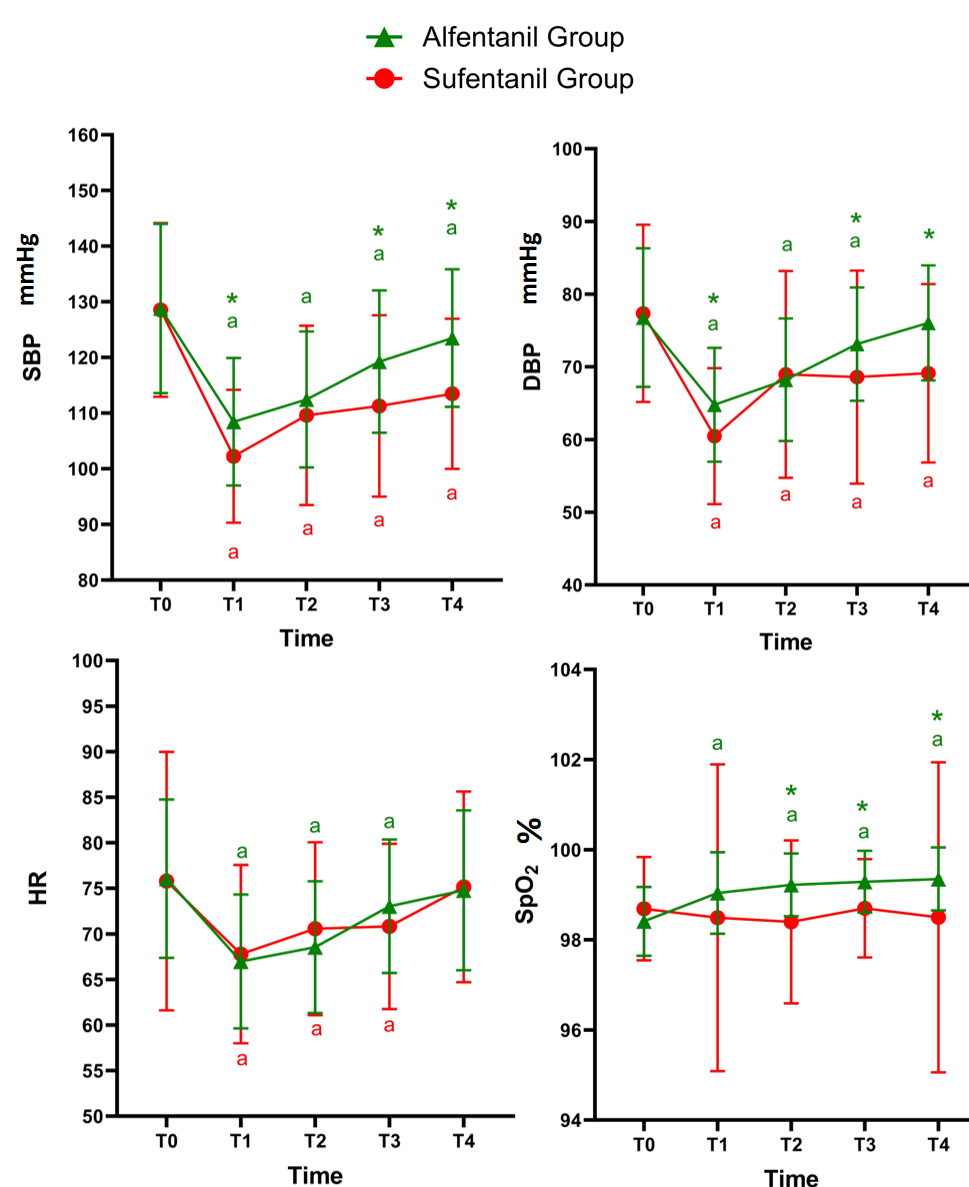 Alfentanil Group
Sufentanil Group
SBP mmHg
160
150
140
130
120
110
100
90
80
* * *
a a a a
a a a a
T0 T1 T2 T3 T4
Time
DBP mmHg
100
90
80
70
60
50
40
* * *
a a a
a a a a
T0 T1 T2 T3 T4
Time
HR
100
95
90
85
80
75
70
65
60
55
50
a a a
a a a
T0 T1 T2 T3 T4
Time
SpO2 %
104
102
100
98
96
94
* * *
a a a a
T0 T1 T2 T3 T4
Time